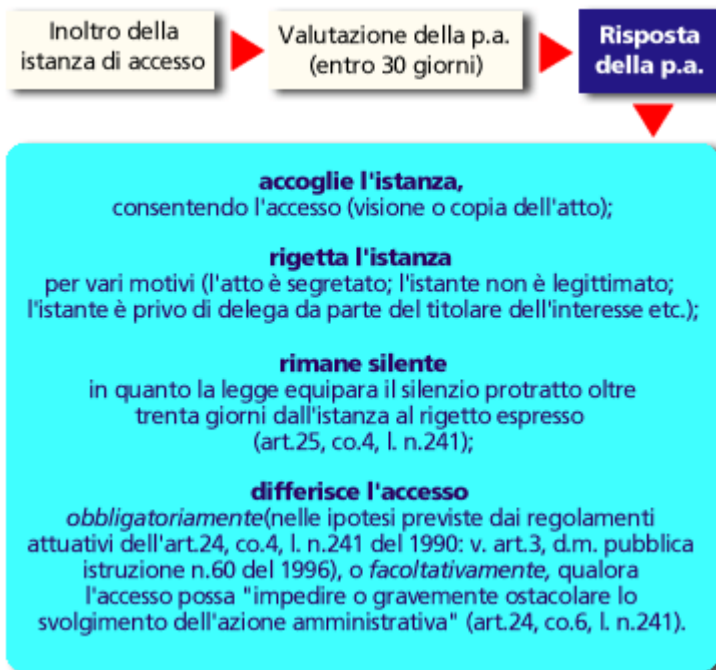 Inoltro della
istanza di accesso
Valutazione della p.a.
(entro 30 giorni)
Risposta
della p.a.
accoglie l'istanza,
consentendo l'accesso (visione o copia dell'atto);
rigetta l'istanza
per vari motivi (l'atto è segretato; l'istante non è legittimato;
l'istante è privo di delega da parte del titolare dell'interesse etc.);
rimane silente
in quanto la legge equipara il silenzio protratto oltre
trenta giorni dall'istanza al rigetto espresso
(art.25, co.4, l. n.241);
differisce l'accesso
obbligatoriamente(nelle ipotesi previste dai regolamenti
attuativi dell'art.24, co.4, l. n.241 del 1990: v. art.3, d.m. pubblica
istruzione n.60 del 1996), o facoltativamente, qualora
l'accesso possa "impedire o gravemente ostacolare lo
svolgimento dell'azione amministrativa" (art.24, co.6, l. n.241).